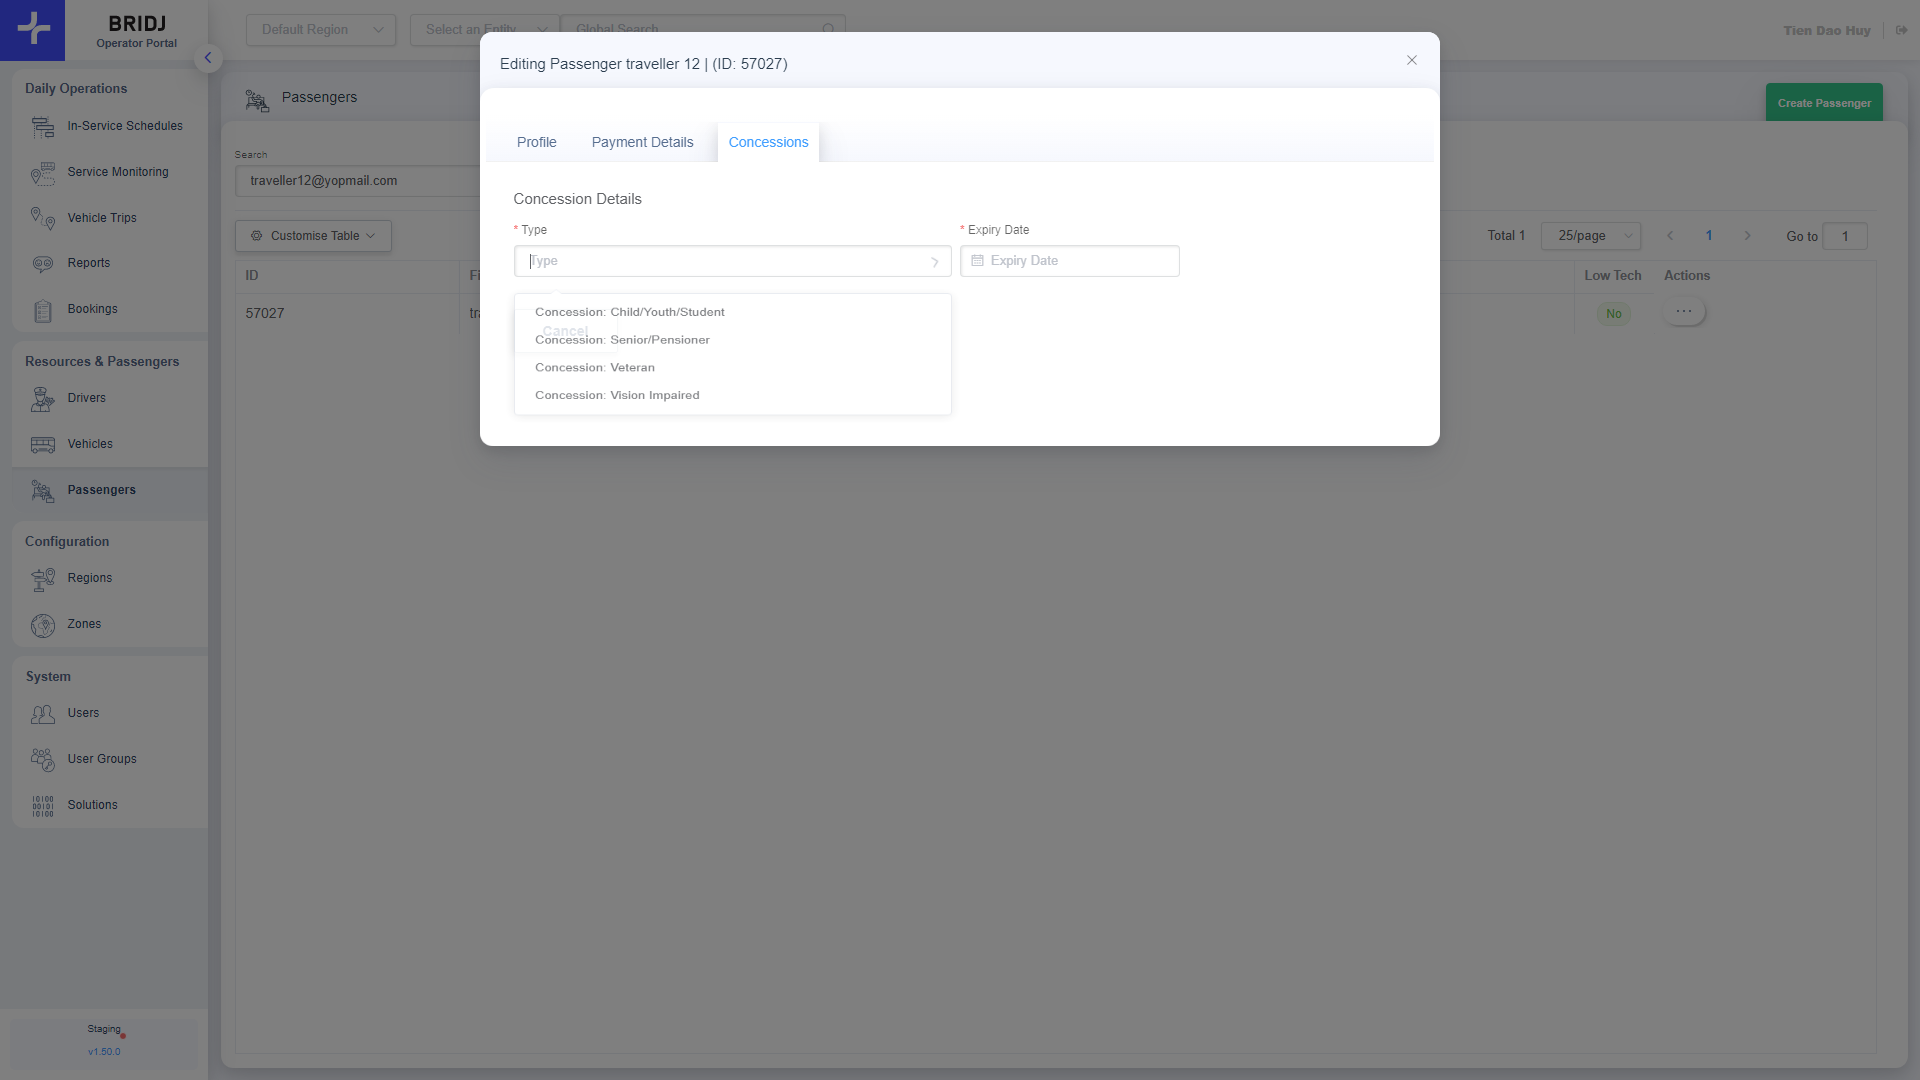 BRIDJ
Operator Portal
Default Region
Select an Entity
Global Search
Tien Dao Huy
Daily Operations
In-Service Schedules
Service Monitoring
Vehicle Trips
Reports
Bookings
Resources & Passengers
Drivers
Vehicles
Passengers
Configuration
Regions
Zones
System
Users
User Groups
Solutions
Staging
v1.50.0
Passengers
Create Passenger
Search
traveller12@yopmail.com
Customise Table
Total 1
25/page
1
Go to
1
ID
Low Tech
Actions
57027
No
Editing Passenger traveller 12 | (ID: 57027)
Profile
Payment Details
Concessions
Concession Details
* Type
* Expiry Date
Type
Expiry Date
Concession: Child/Youth/Student
Cancel
Concession: Senior/Pensioner
Concession: Veteran
Concession: Vision Impaired